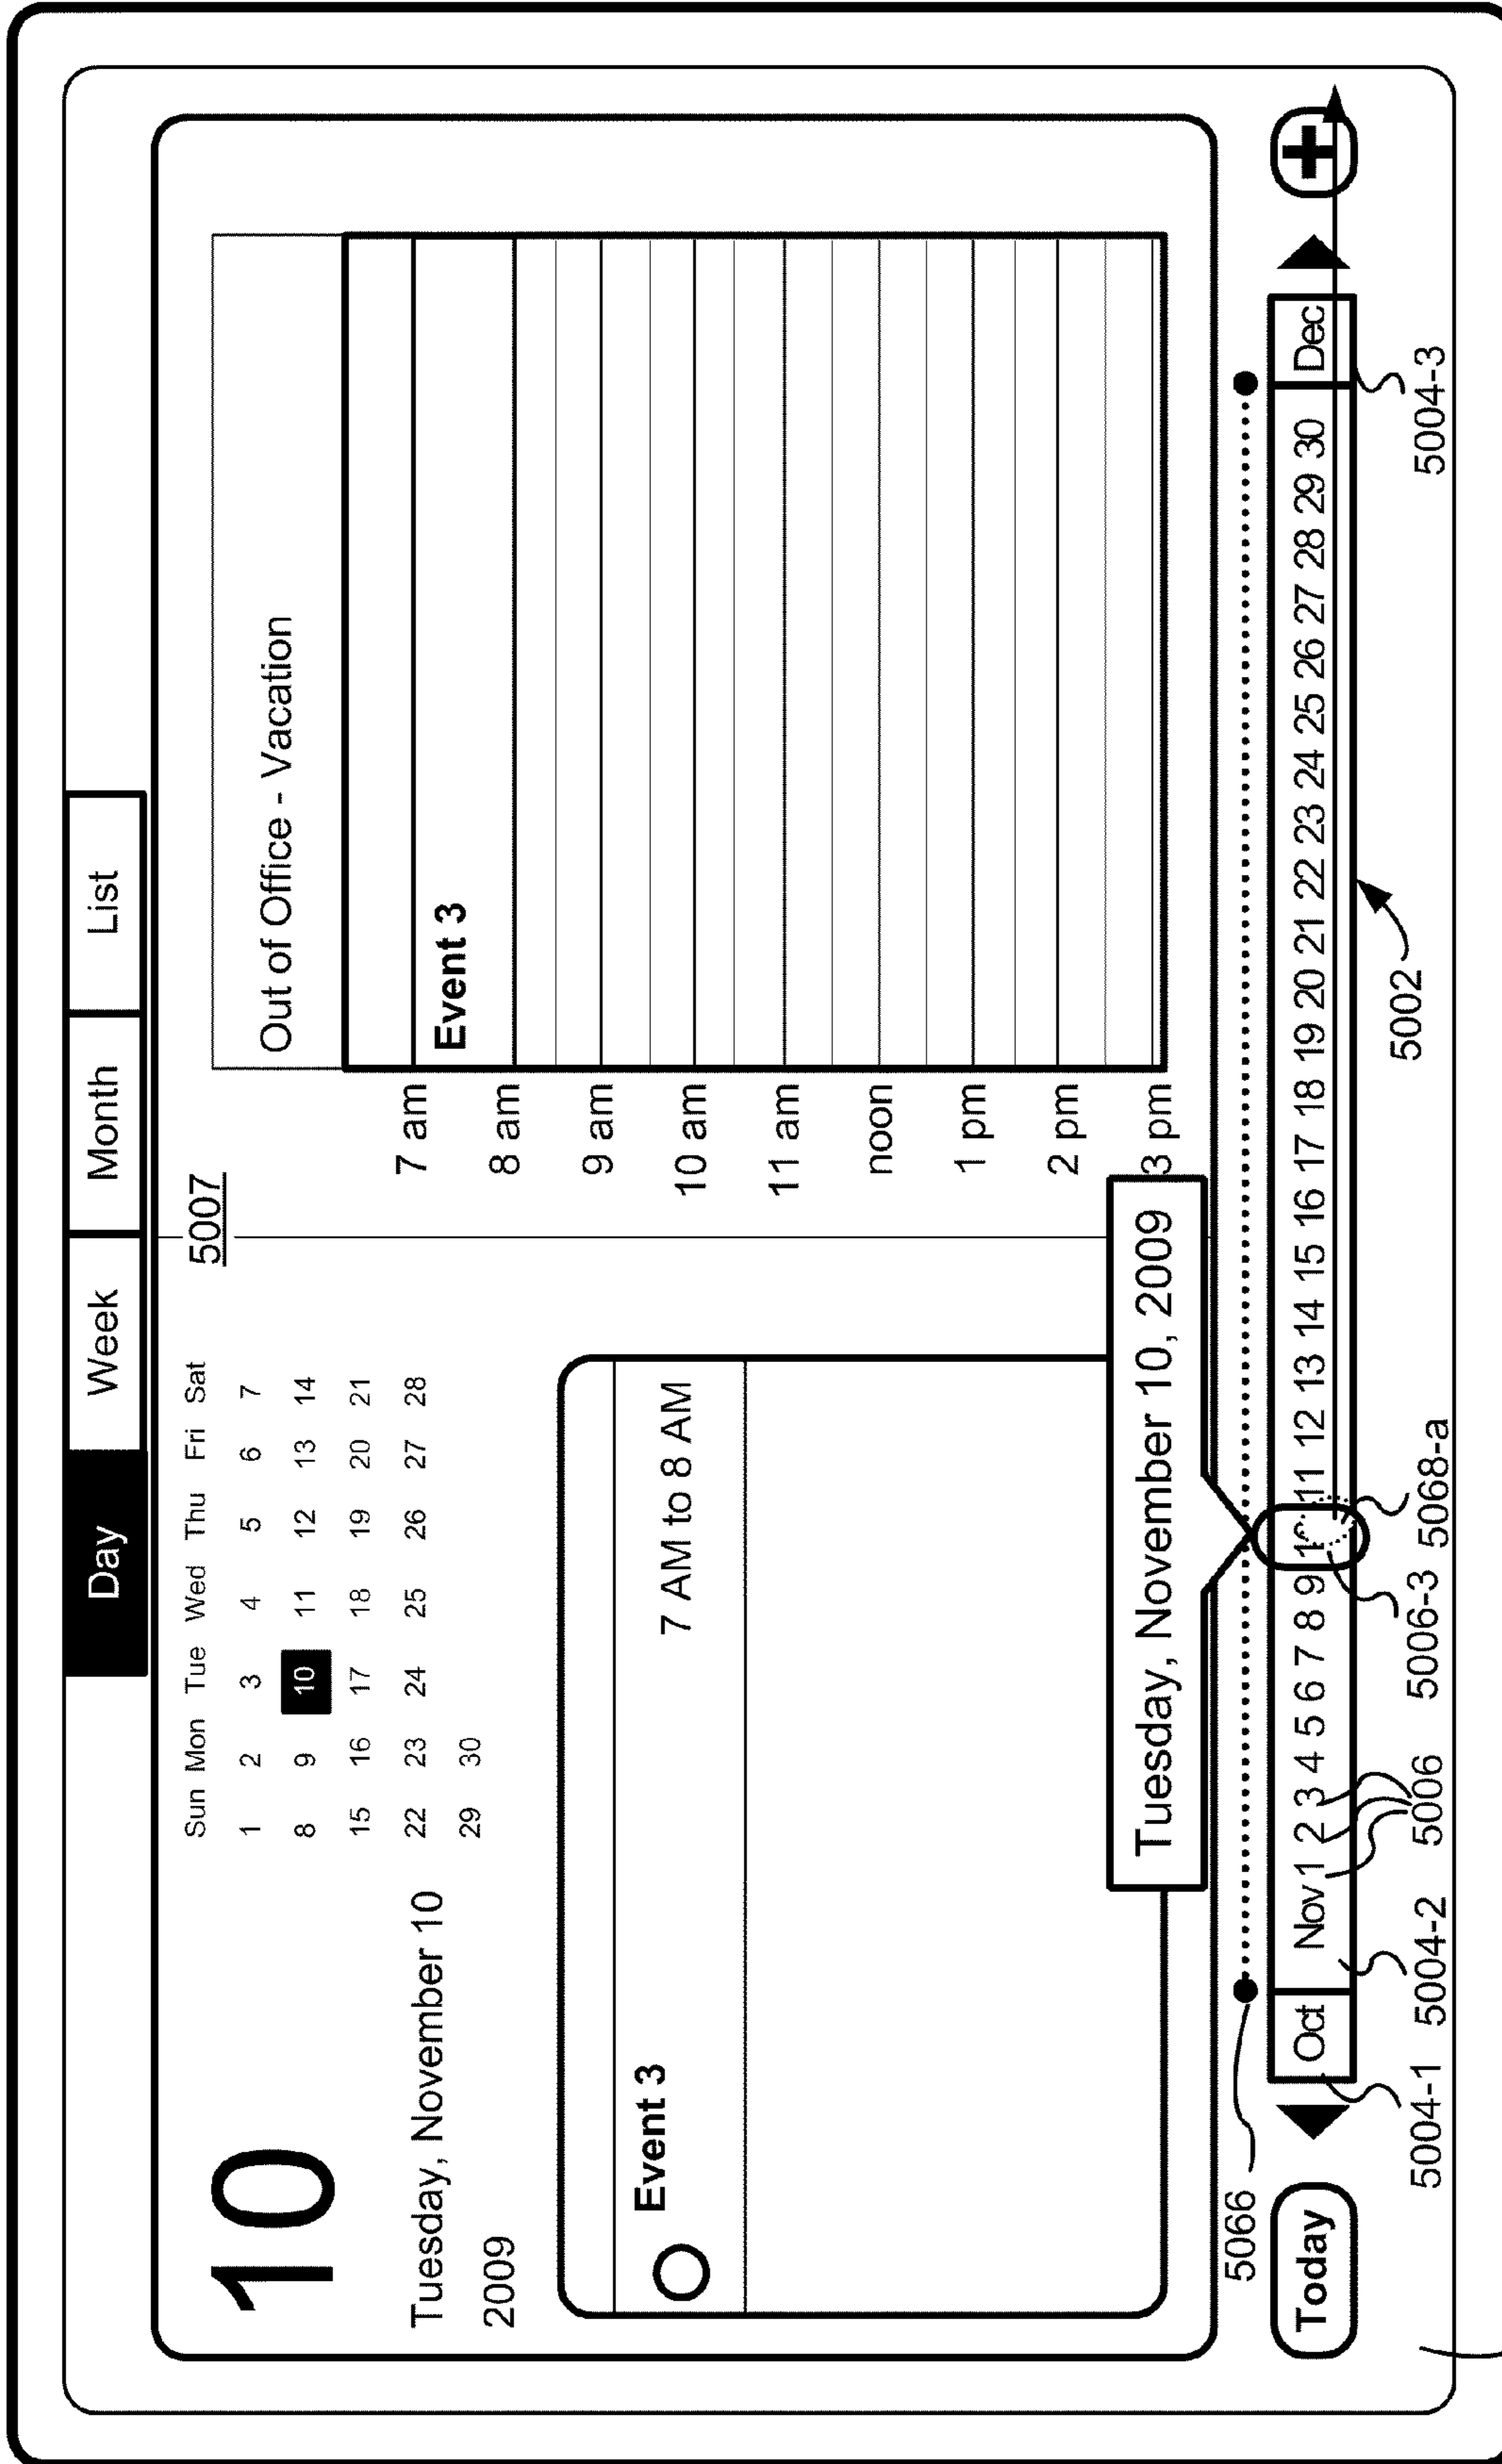 Day Week Month List
10
Tuesday, November 10
2009
Sun Mon Tue Wed Thu Fri Sat
1 2 3 4 5 6 7
8 9 10 11 12 13 14
15 16 17 18 19 20 21
22 23 24 25 26 27 28
29 30
Event 3
7 AM to 8 AM
5007
Out of Office - Vacation
7 am
Event 3
8 am
9 am
10 am
11 am
noon
1 pm
2 pm
3 pm
Tuesday, November 10, 2009
5066
Today
Oct Nov 1 2 3 4 5 6 7 8 9 10 11 12 13 14 15 16 17 18 19 20 21 22 23 24 25 26 27 28 29 30 Dec
+
5004-1 5004-2 5006 5006-3 5068-a 5002 5004-3